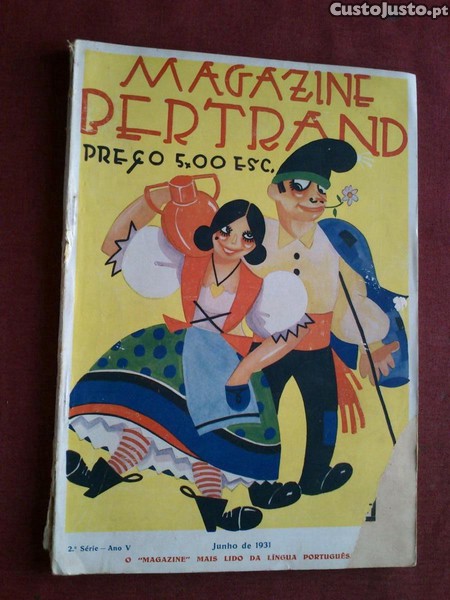 CustoJusto.pt
MAGAZINE
BERTRAND
PREÇO 5$00 ESC.
2.ª Série — Ano V Junho de 1931
O "MAGAZINE" MAIS LIDO DA LÍNGUA PORTUGUÊS